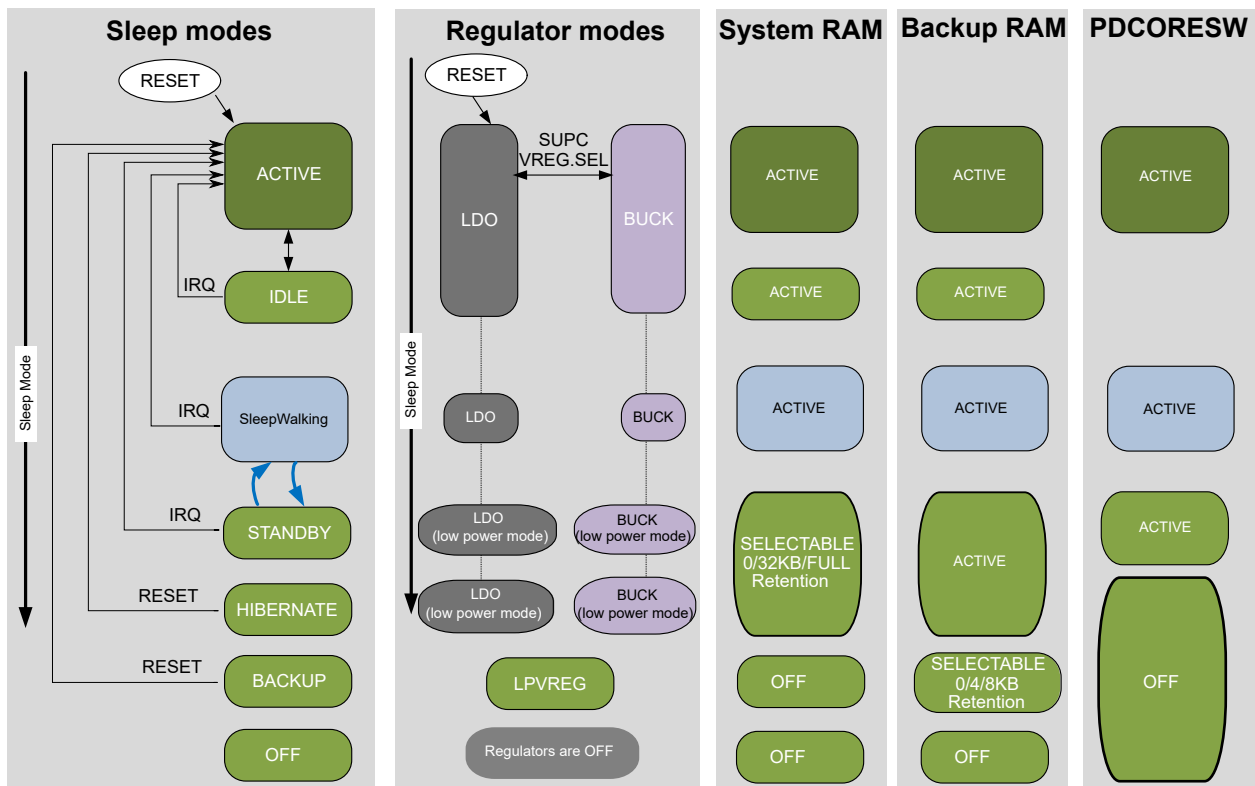 Sleep modes
RESET
ACTIVE
IRQ
IDLE
Sleep Mode
IRQ
SleepWalking
IRQ
STANDBY
RESET
HIBERNATE
RESET
BACKUP
OFF
Regulator modes
RESET
SUPC
VREG.SEL
LDO
BUCK
Sleep Mode
LDO
BUCK
LDO
(low power mode)
BUCK
(low power mode)
LDO
(low power mode)
BUCK
(low power mode)
LPVREG
Regulators are OFF
System RAM
ACTIVE
ACTIVE
ACTIVE
SELECTABLE
0/32KB/FULL
Retention
OFF
OFF
Backup RAM
ACTIVE
ACTIVE
ACTIVE
ACTIVE
SELECTABLE
0/4/8KB
Retention
OFF
PDCORESW
ACTIVE
ACTIVE
ACTIVE
OFF